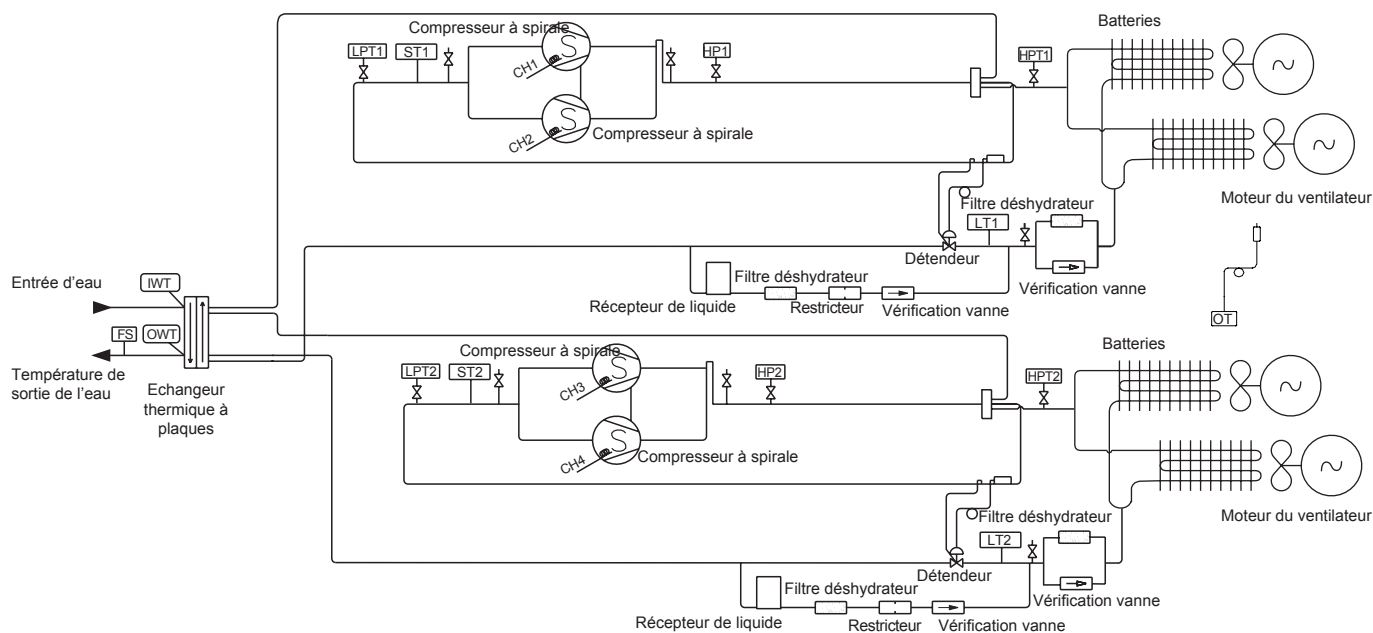 Compresseur à spirale
Batteries
LPT1
ST1
HP1
HPT1
CH1
CH2
Compresseur à spirale
Moteur du ventilateur
Filtre déshydrateur
LT1
Détendeur
Entrée d'eau
IWT
Filtre déshydrateur
Récepteur de liquide
Restricteur
Vérification vanne
Vérification vanne
OT
FS
OWT
Température de
sortie de l'eau
Echangeur
thermique à
plaques
Compresseur à spirale
Batteries
LPT2
ST2
HP2
HPT2
CH3
CH4
Compresseur à spirale
Moteur du ventilateur
Filtre déshydrateur
LT2
Détendeur
Filtre déshydrateur
Récepteur de liquide
Restricteur
Vérification vanne
Vérification vanne